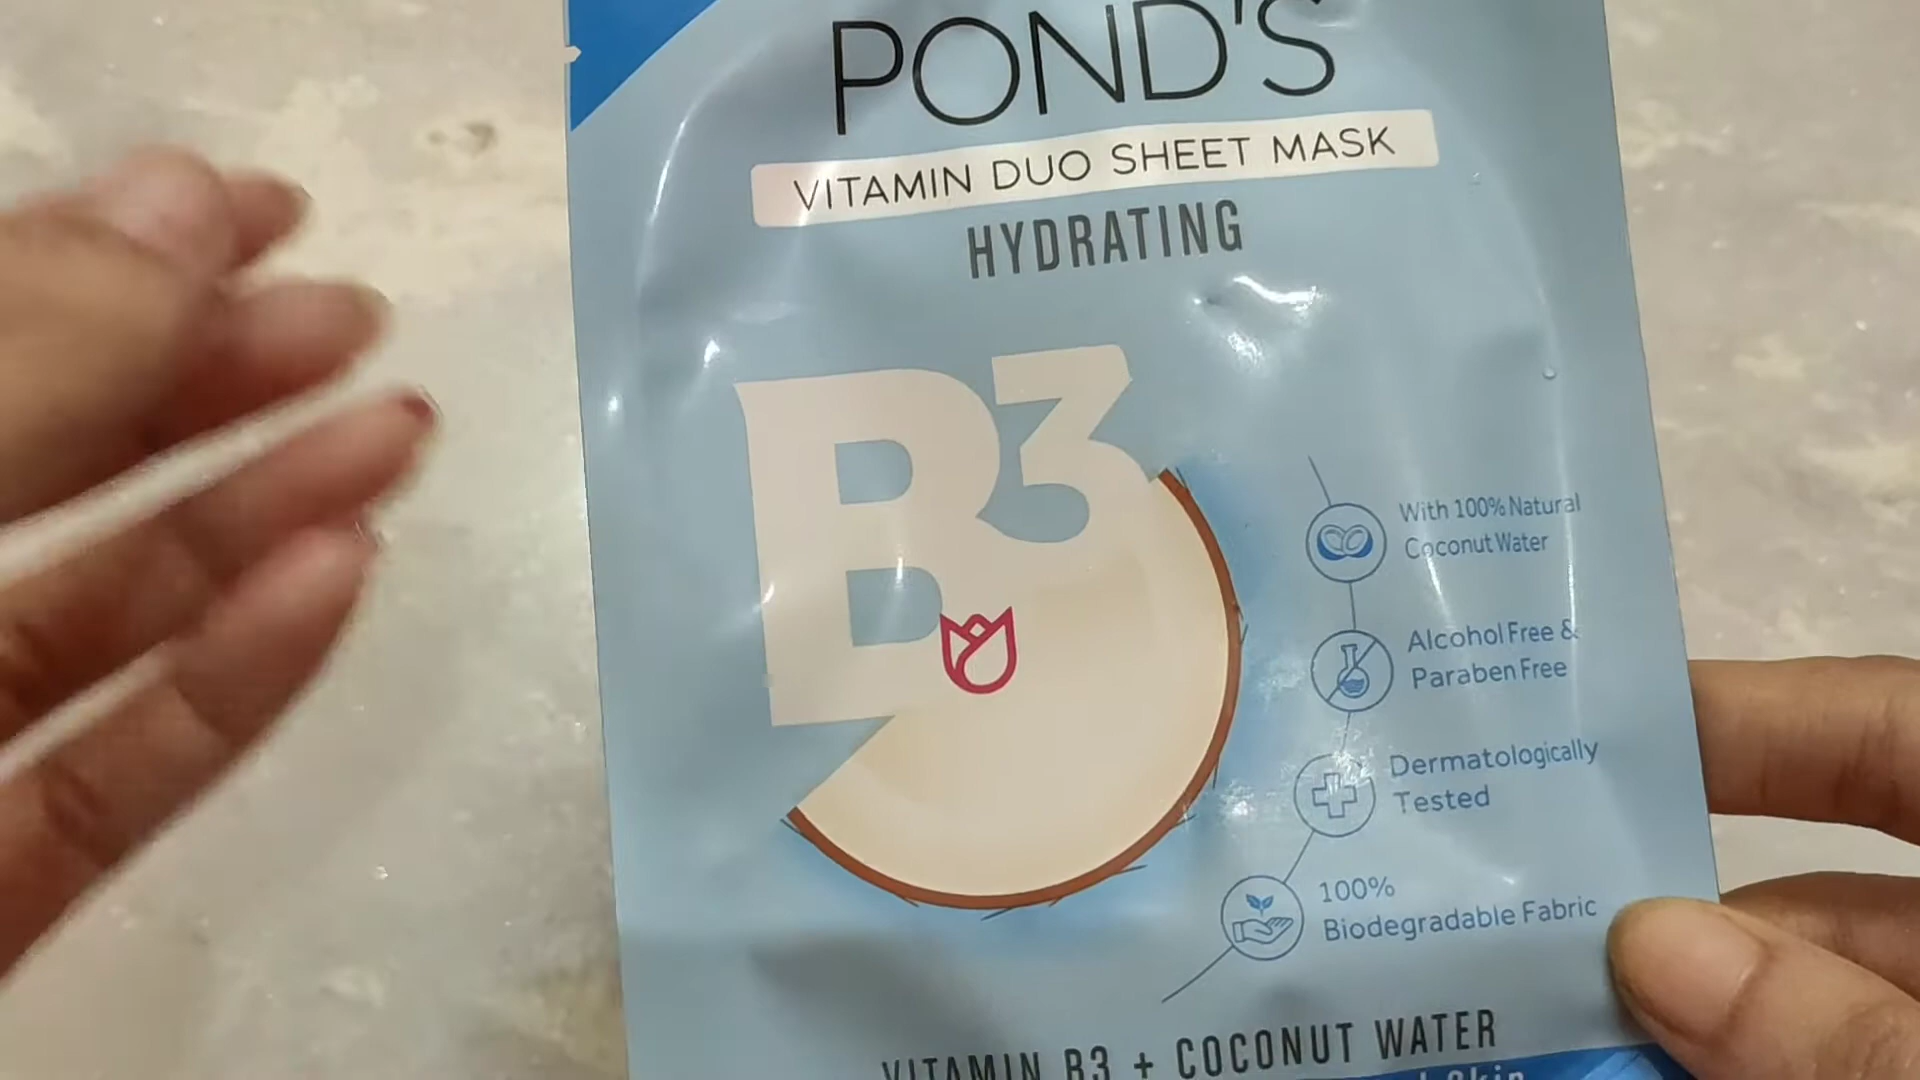 POND'S
VITAMIN DUO SHEET MASK
HYDRATING
B3
With 100% Natural
Coconut Water
Alcohol Free &
Paraben Free
Dermatologically
Tested
100%
Biodegradable Fabric
VITAMIN B3 + COCONUT WATER
Skin